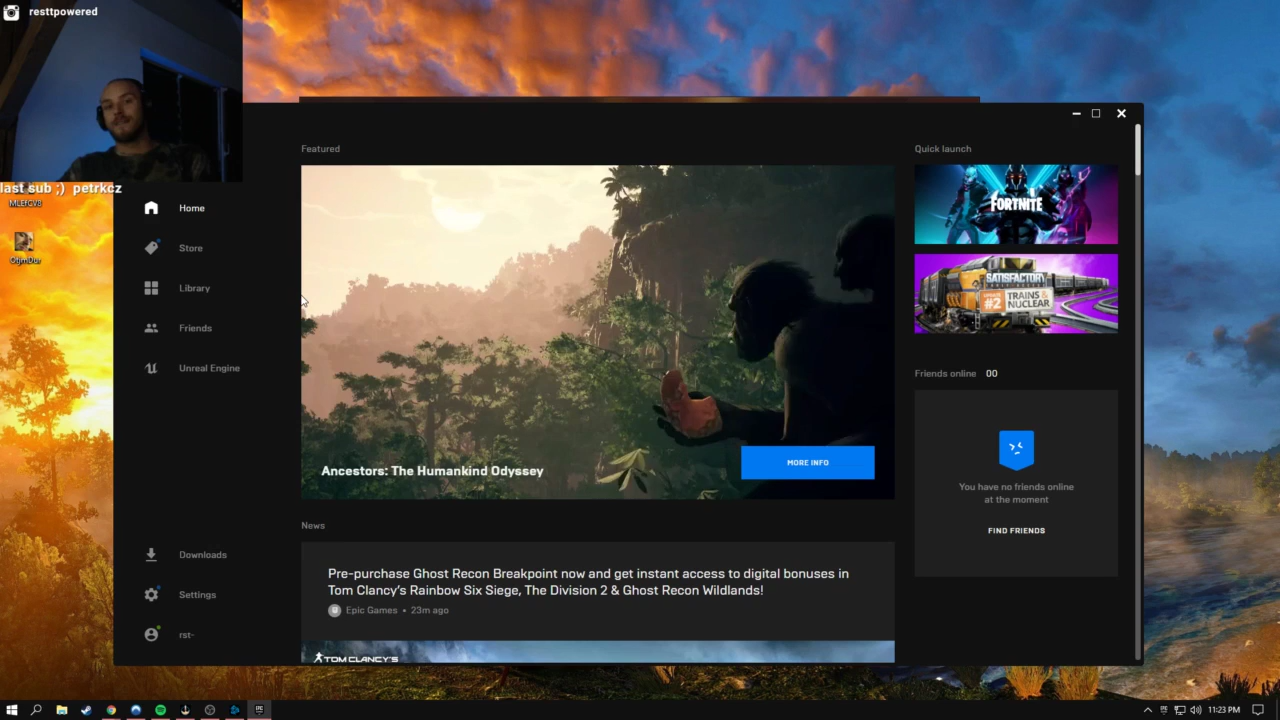 resttpowered
last sub ;) petrkcz
Home
Store
Library
Friends
Unreal Engine
Downloads
Settings
rst-
Featured
Ancestors: The Humankind Odyssey
MORE INFO
News
Pre-purchase Ghost Recon Breakpoint now and get instant access to digital bonuses in
Tom Clancy's Rainbow Six Siege, The Division 2 & Ghost Recon Wildlands!
Epic Games • 23m ago
TOM CLANCY'S
Quick launch
FORTNITE
SATISFACTORY
UPDATE
#2 TRAINS &
NUCLEAR
Friends online 00
You have no friends online
at the moment
FIND FRIENDS
11:23 PM